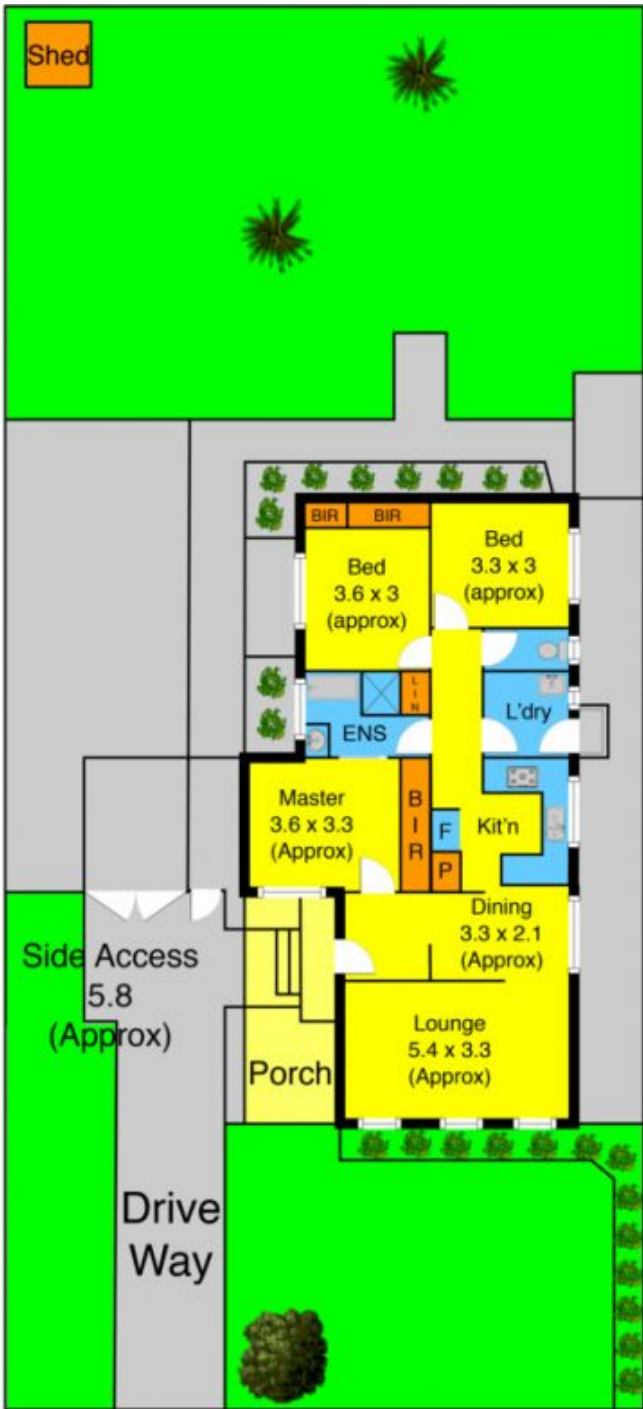 Shed
BIR
BIR
Bed
3.6 x 3
(approx)
Bed
3.3 x 3
(approx)
LIN
ENS
L'dry
Master
3.6 x 3.3
(Approx)
BIR
F
P
Kit'n
Dining
3.3 x 2.1
(Approx)
Side Access
5.8
(Approx)
Lounge
5.4 x 3.3
(Approx)
Porch
Drive
Way